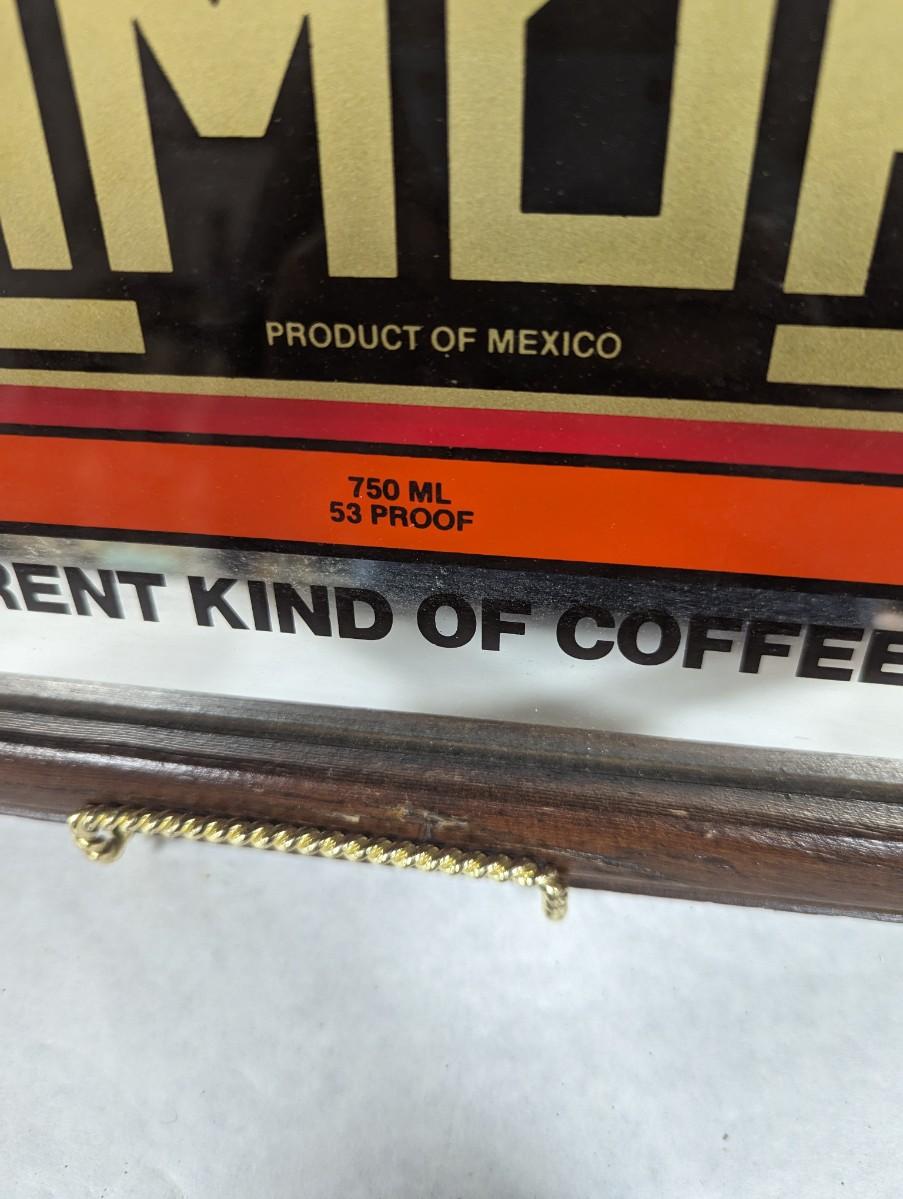 PRODUCT OF MEXICO
750 ML
53 PROOF
RENT KIND OF COFFEE